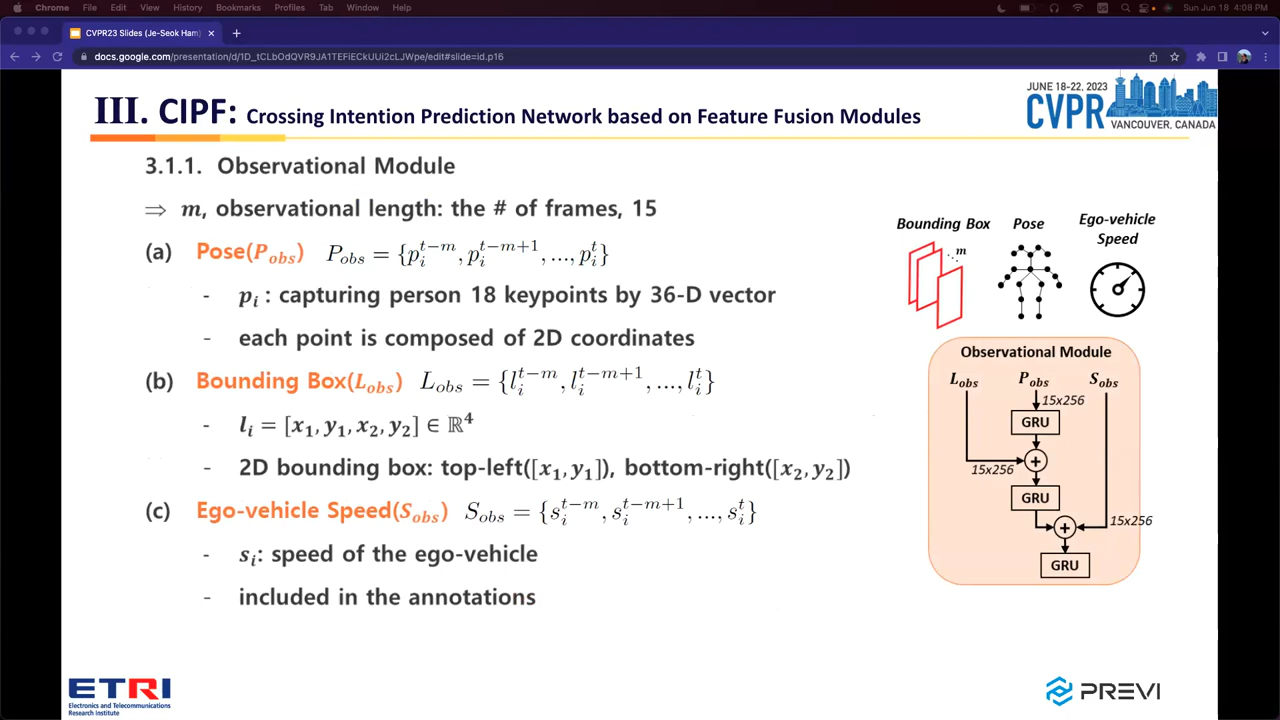 Chrome File Edit View History Bookmarks Profiles Tab Window Help
Sun Jun 18 4:08 PM
CVPR23 Slides (Je-Seok Ham)
docs.google.com/presentation/d/1D_tCLbOdQVR9JA1TEFiECkUUi2cLJWpe/edit#slide=id.p16
III. CIPF: Crossing Intention Prediction Network based on Feature Fusion Modules
JUNE 18-22, 2023
CVPR
VANCOUVER, CANADA
3.1.1. Observational Module
⇒ m, observational length: the # of frames, 15
(a) Pose(P_obs) P_obs = {p_i^{t−m}, p_i^{t−m+1}, ..., p_i^t}
- p_i : capturing person 18 keypoints by 36-D vector
- each point is composed of 2D coordinates
(b) Bounding Box(L_obs) L_obs = {l_i^{t−m}, l_i^{t−m+1}, ..., l_i^t}
- l_i = [x_1, y_1, x_2, y_2] ∈ ℝ^4
- 2D bounding box: top-left([x_1, y_1]), bottom-right([x_2, y_2])
(c) Ego-vehicle Speed(S_obs) S_obs = {s_i^{t−m}, s_i^{t−m+1}, ..., s_i^t}
- s_i: speed of the ego-vehicle
- included in the annotations
Bounding Box Pose Ego-vehicle
Speed
m
Observational Module
L_obs P_obs S_obs
15x256
GRU
+
15x256
GRU
15x256
+
GRU
ETRI
Electronics and Telecommunications
Research Institute
PREVI